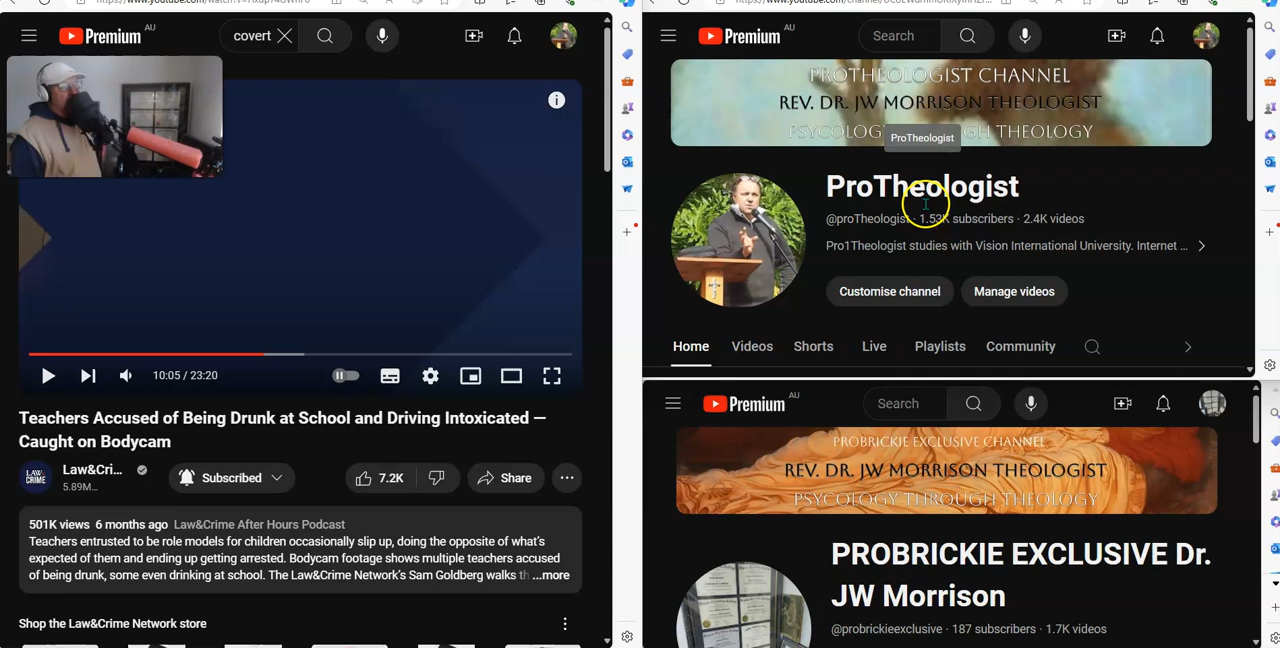 Premium AU
covert
Teachers Accused of Being Drunk at School and Driving Intoxicated —
Caught on Bodycam
10:05 / 23:20
LAW& CRIME
Law&Cri...
5.89M...
Subscribed
7.2K
Share
501K views 6 months ago Law&Crime After Hours Podcast
Teachers entrusted to be role models for children occasionally slip up, doing the opposite of what's
expected of them and ending up getting arrested. Bodycam footage shows multiple teachers accused
of being drunk, some even drinking at school. The Law&Crime Network's Sam Goldberg walks th ...more
Shop the Law&Crime Network store
Premium AU
Search
PROTHEOLOGIST CHANNEL
REV. DR. JW MORRISON THEOLOGIST
PSYCOLOGY THROUGH THEOLOGY
ProTheologist
ProTheologist
@proTheologist · 1.53K subscribers · 2.4K videos
Pro1Theologist studies with Vision International University. Internet ...
Customise channel
Manage videos
Home
Videos
Shorts
Live
Playlists
Community
Premium AU
Search
PROBRICKIE EXCLUSIVE CHANNEL
REV. DR. JW MORRISON THEOLOGIST
PSYCOLOGY THROUGH THEOLOGY
PROBRICKIE EXCLUSIVE Dr.
JW Morrison
@probrickieexclusive · 187 subscribers · 1.7K videos